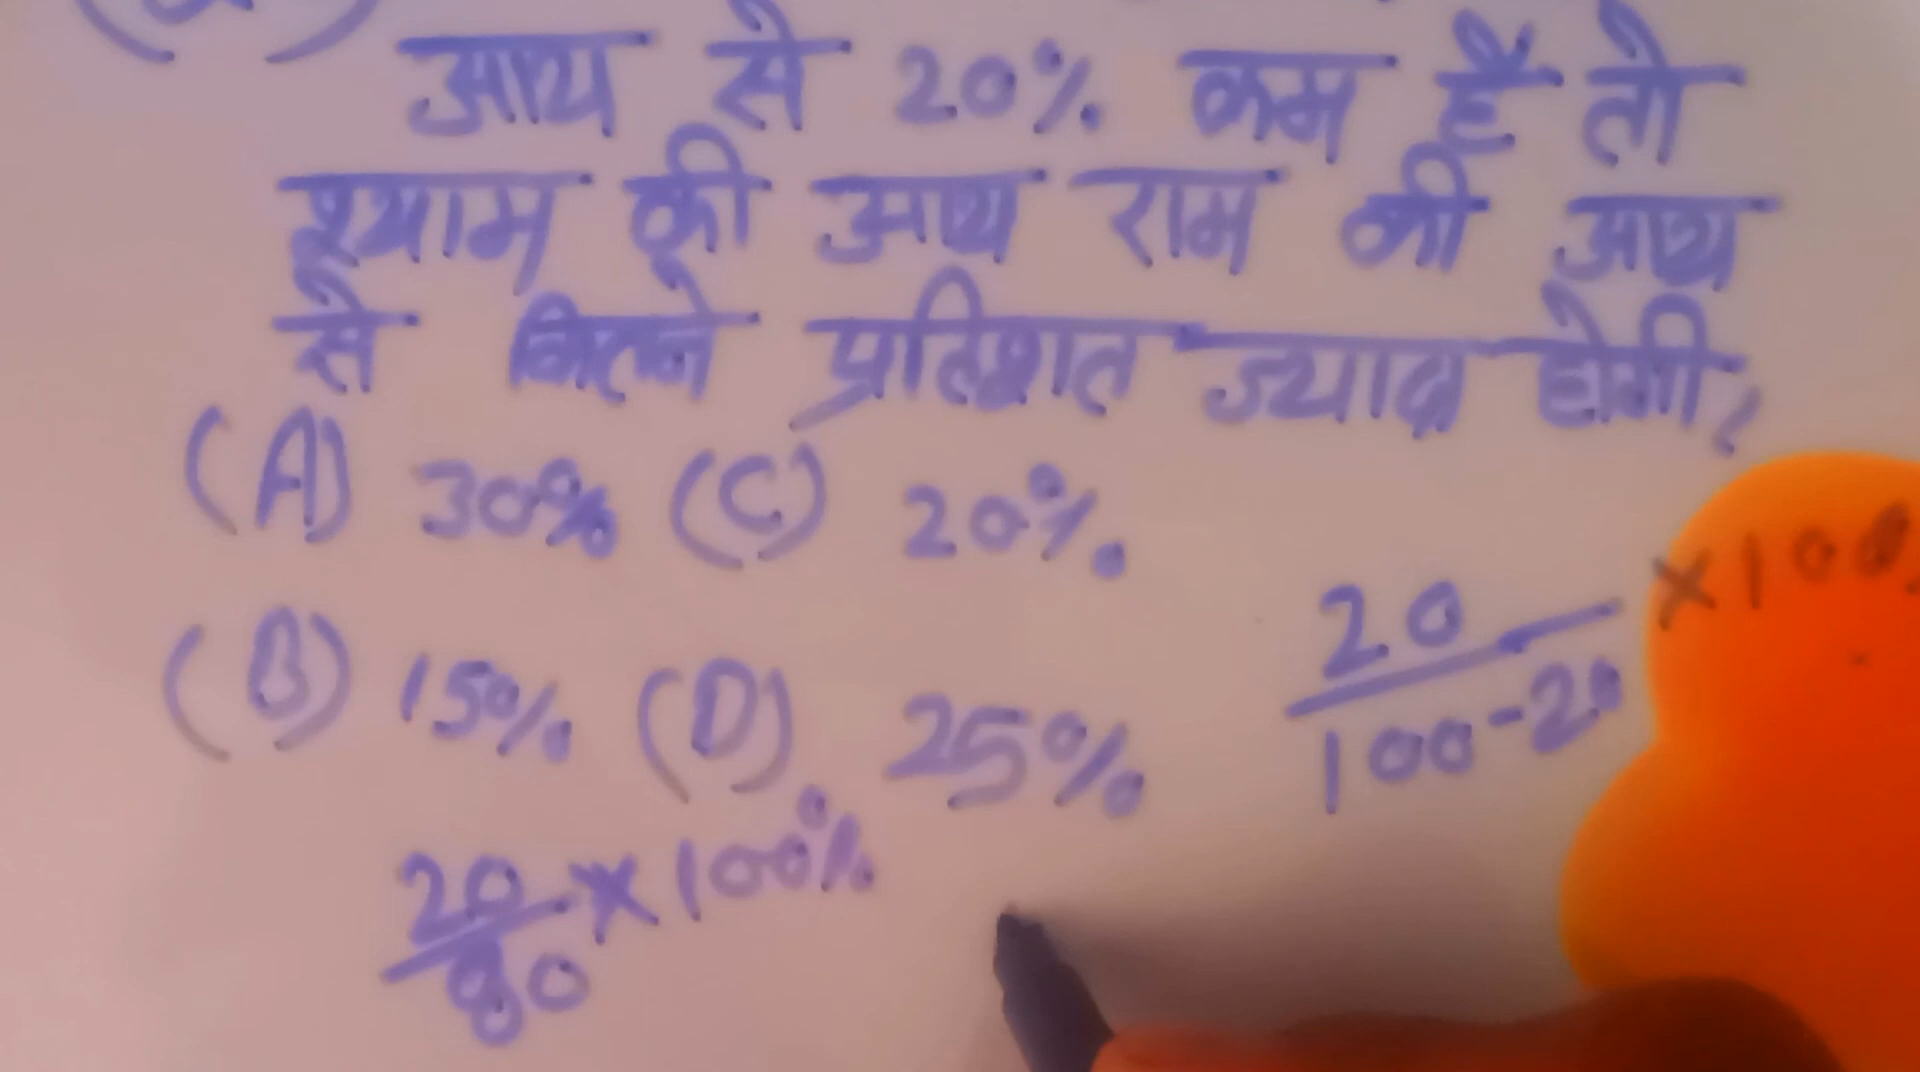 आय से 20% कम है तो
श्याम की आय राम की आय
से कितने प्रतिशत ज्यादा होगी?
(A) 30% (C) 20%
(B) 15% (D) 25%
20/100-20 ×100%
20/80 × 100%